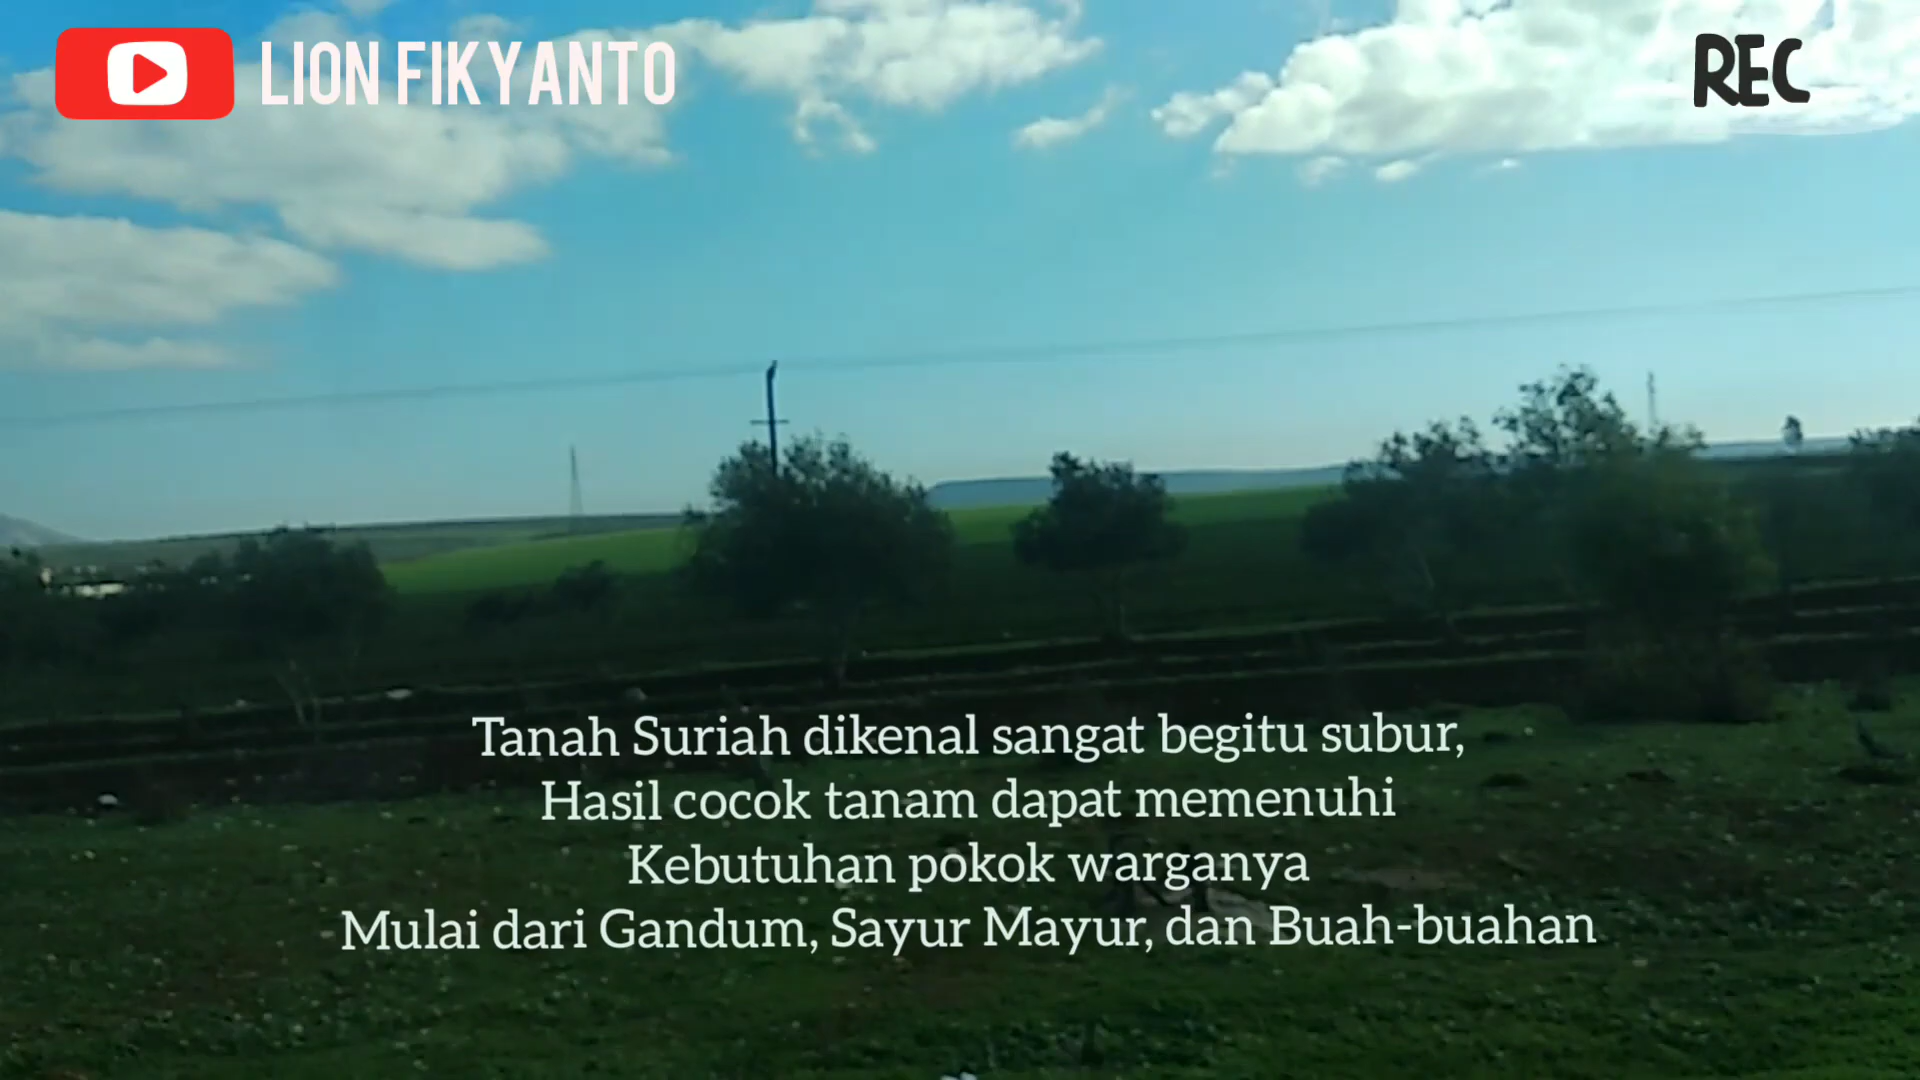 LION FIKYANTO
REC
Tanah Suriah dikenal sangat begitu subur,
Hasil cocok tanam dapat memenuhi
Kebutuhan pokok warganya
Mulai dari Gandum, Sayur Mayur, dan Buah-buahan